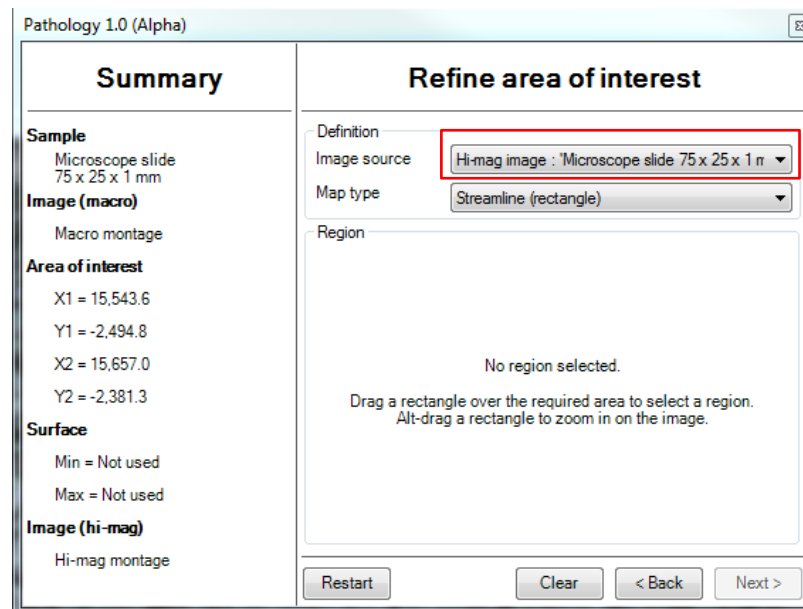 Pathology 1.0 (Alpha)
Summary
Sample
Microscope slide
75 x 25 x 1 mm
Image (macro)
Macro montage
Area of interest
X1 = 15,543.6
Y1 = -2,494.8
X2 = 15,657.0
Y2 = -2,381.3
Surface
Min = Not used
Max = Not used
Image (hi-mag)
Hi-mag montage
Refine area of interest
Definition
Image source
Hi-mag image : 'Microscope slide 75 x 25 x 1 m
Map type
Streamline (rectangle)
Region
No region selected.
Drag a rectangle over the required area to select a region.
Alt-drag a rectangle to zoom in on the image.
Restart
Clear
< Back
Next >